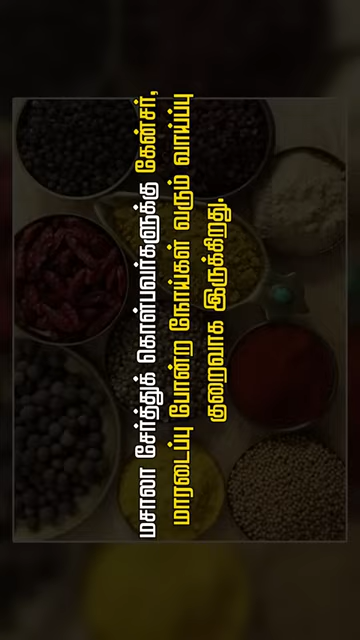 மசாலா சேர்த்துக் கொள்பவர்களுக்கு கேன்சர்,
மாரடைப்பு போன்ற நோய்கள் வரும் வாய்ப்பு
குறைவாக இருக்கிறது.